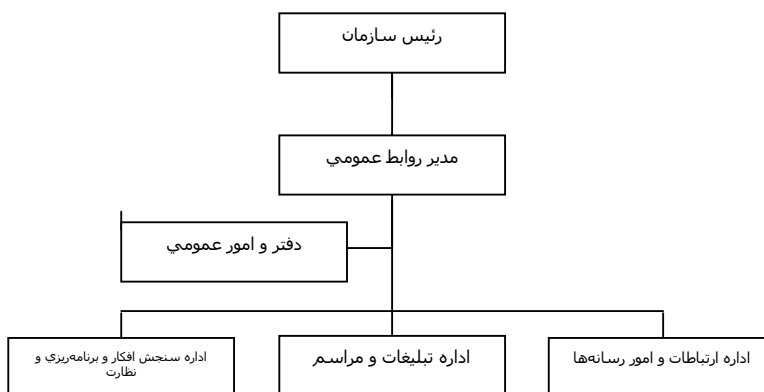 رئيس سازمان
مدير روابط عمومي
دفتر و امور عمومي
اداره ارتباطات و امور رسانه‌ها
اداره تبليغات و مراسم
اداره سنجش افكار و برنامه‌ريزي و
نظارت